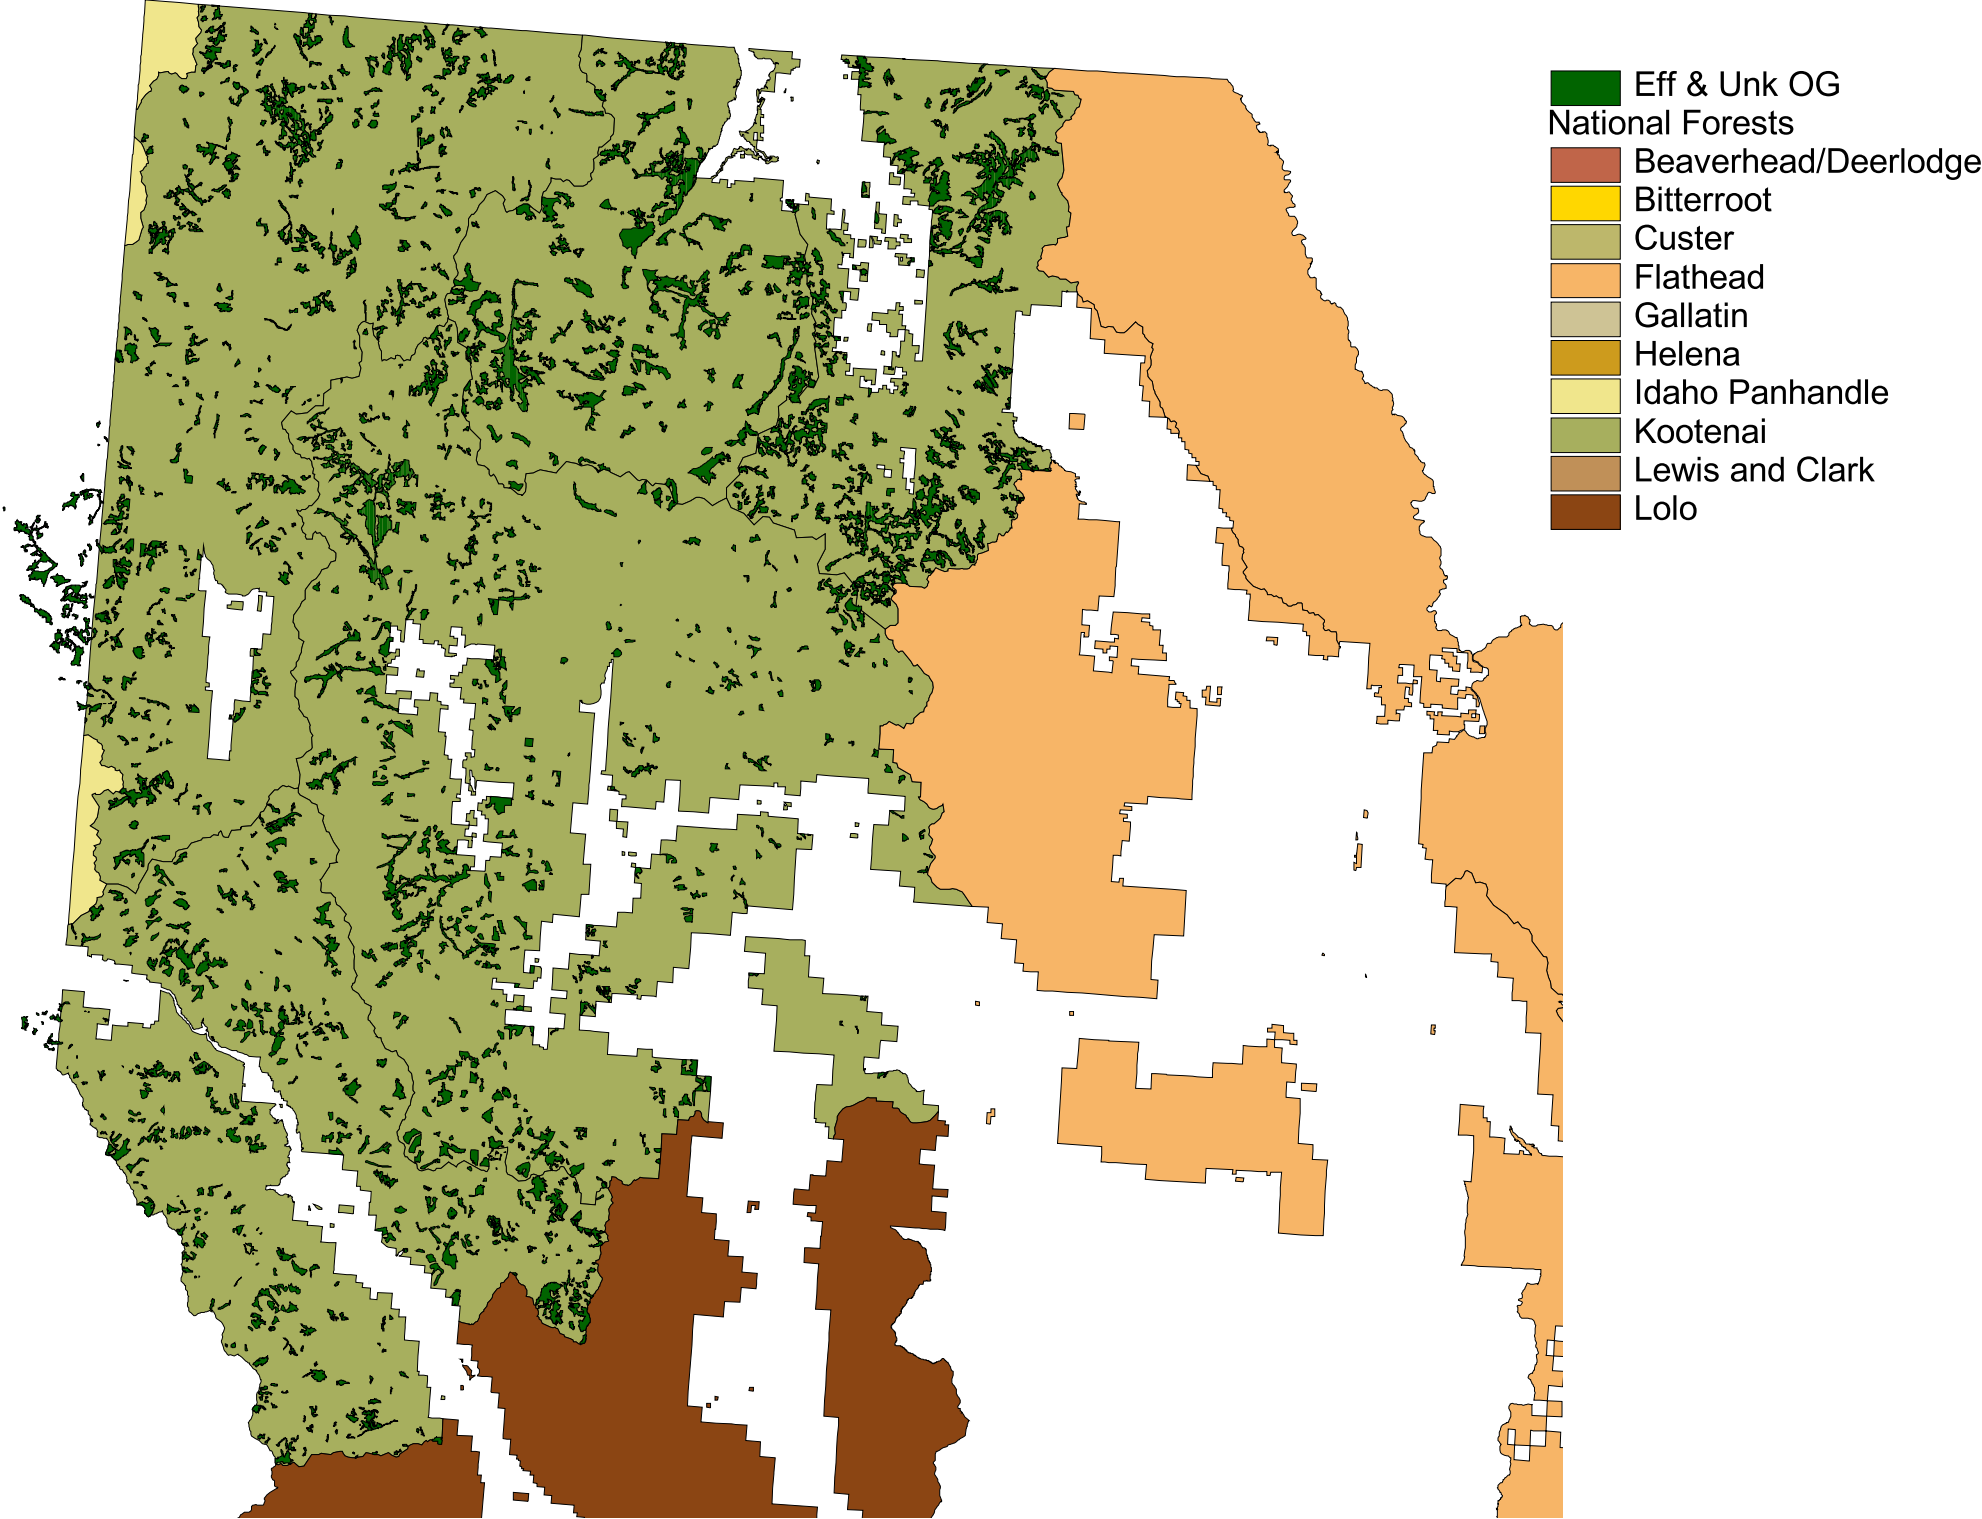 Eff & Unk OG
National Forests
Beaverhead/Deerlodge
Bitterroot
Custer
Flathead
Gallatin
Helena
Idaho Panhandle
Kootenai
Lewis and Clark
Lolo